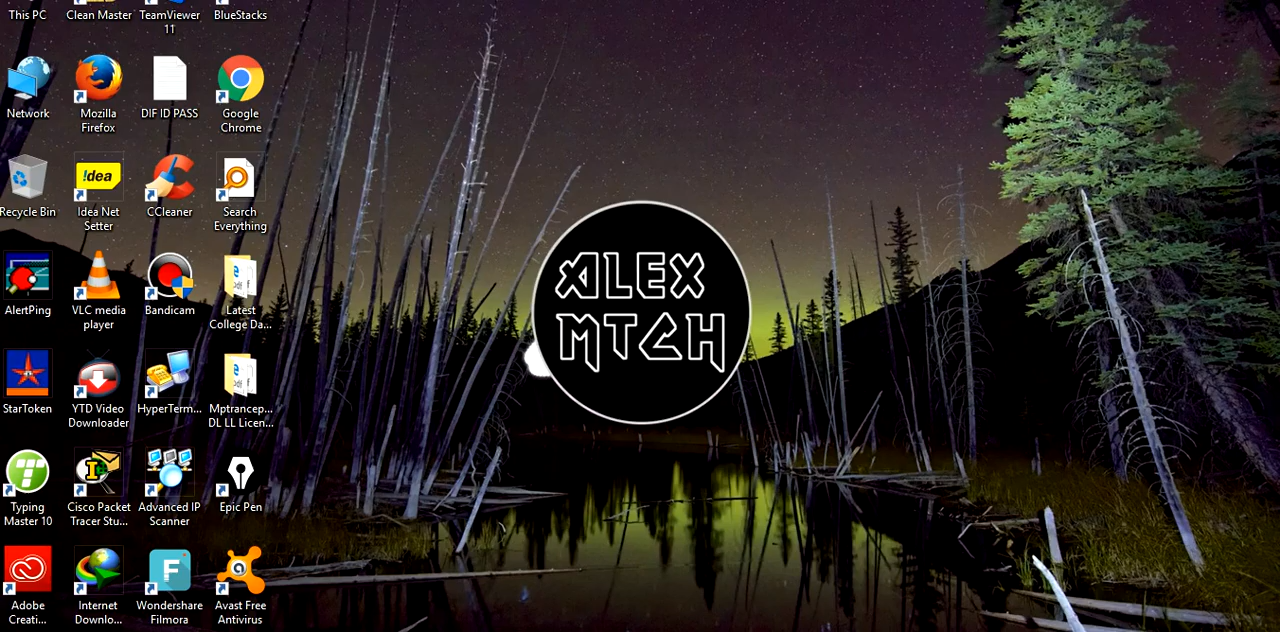 This PC
Clean Master
TeamViewer
11
BlueStacks
Network
Mozilla
Firefox
DIF ID PASS
Google
Chrome
Recycle Bin
!dea
Idea Net
Setter
CCleaner
Search
Everything
AlertPing
VLC media
player
Bandicam
Latest
College Da...
StarToken
YTD Video
Downloader
HyperTerm...
Mptrancep...
DL LL Licen...
Typing
Master 10
Cisco Packet
Tracer Stu...
Advanced IP
Scanner
Epic Pen
Adobe
Creati...
Internet
Downlo...
Wondershare
Filmora
Avast Free
Antivirus
ALEX
MTCH